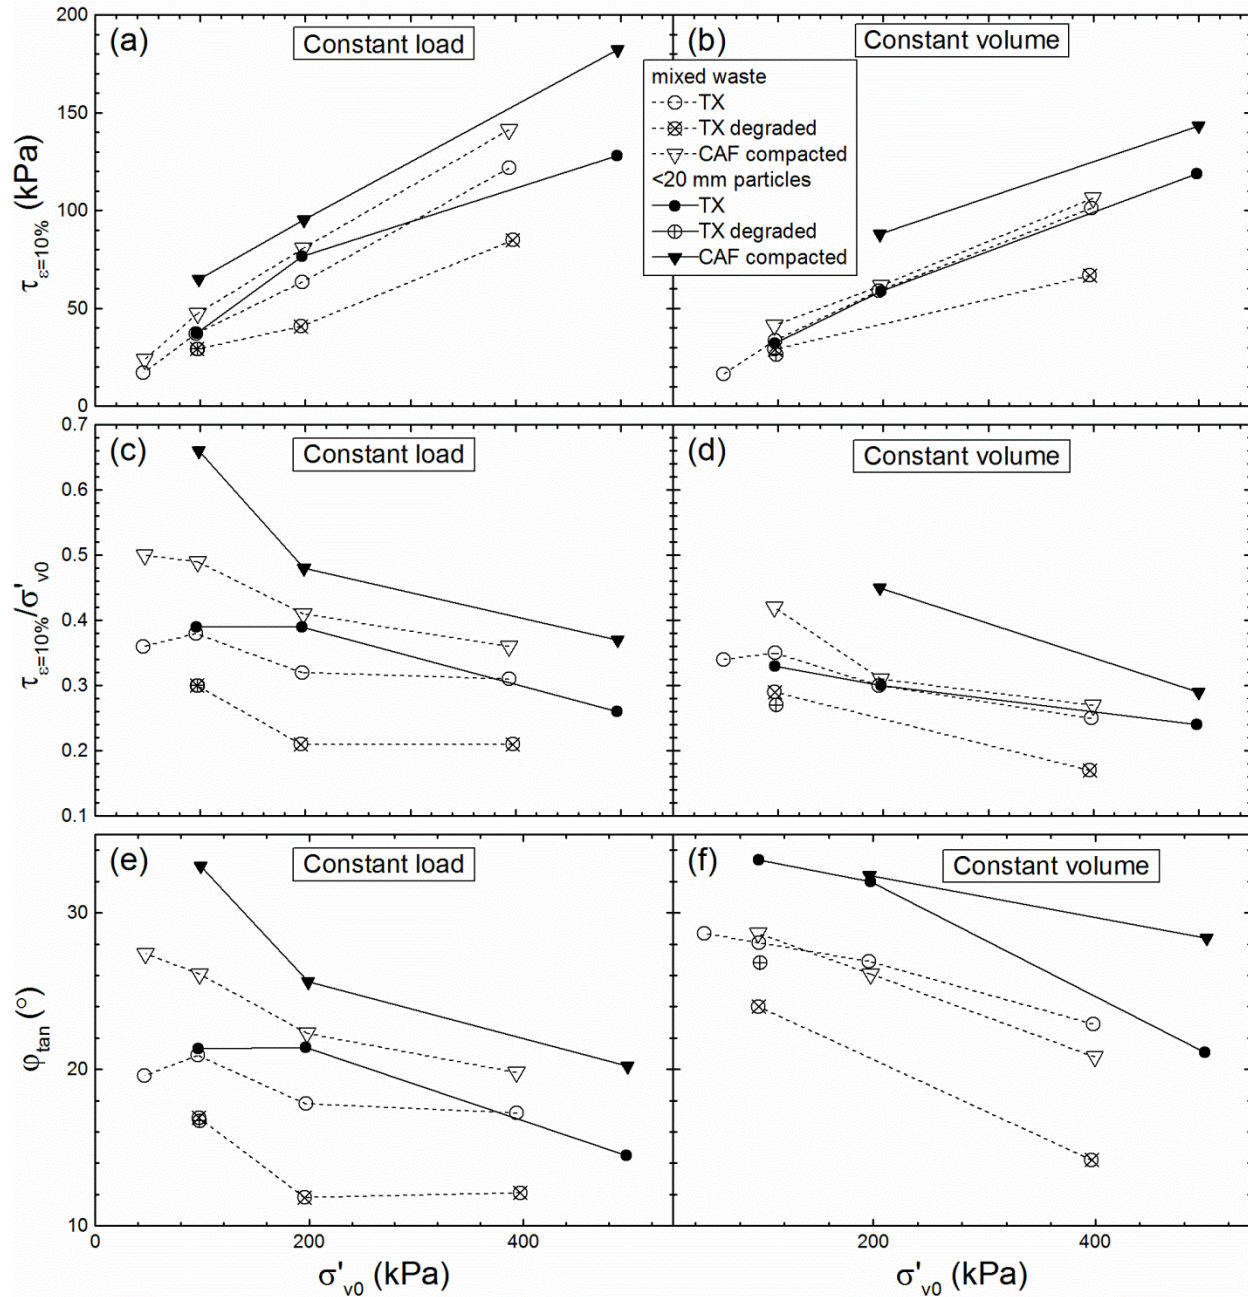 (a)
Constant load
(b)
Constant volume
mixed waste
TX
TX degraded
CAF compacted
<20 mm particles
TX
TX degraded
CAF compacted
200
150
100
50
0
τε=10% (kPa)
(c)
Constant load
(d)
Constant volume
0.7
0.6
0.5
0.4
0.3
0.2
0.1
τε=10%/σ'v0
(e)
Constant load
(f)
Constant volume
30
20
10
φtan (°)
0
200
400
200
400
σ'v0 (kPa)
σ'v0 (kPa)